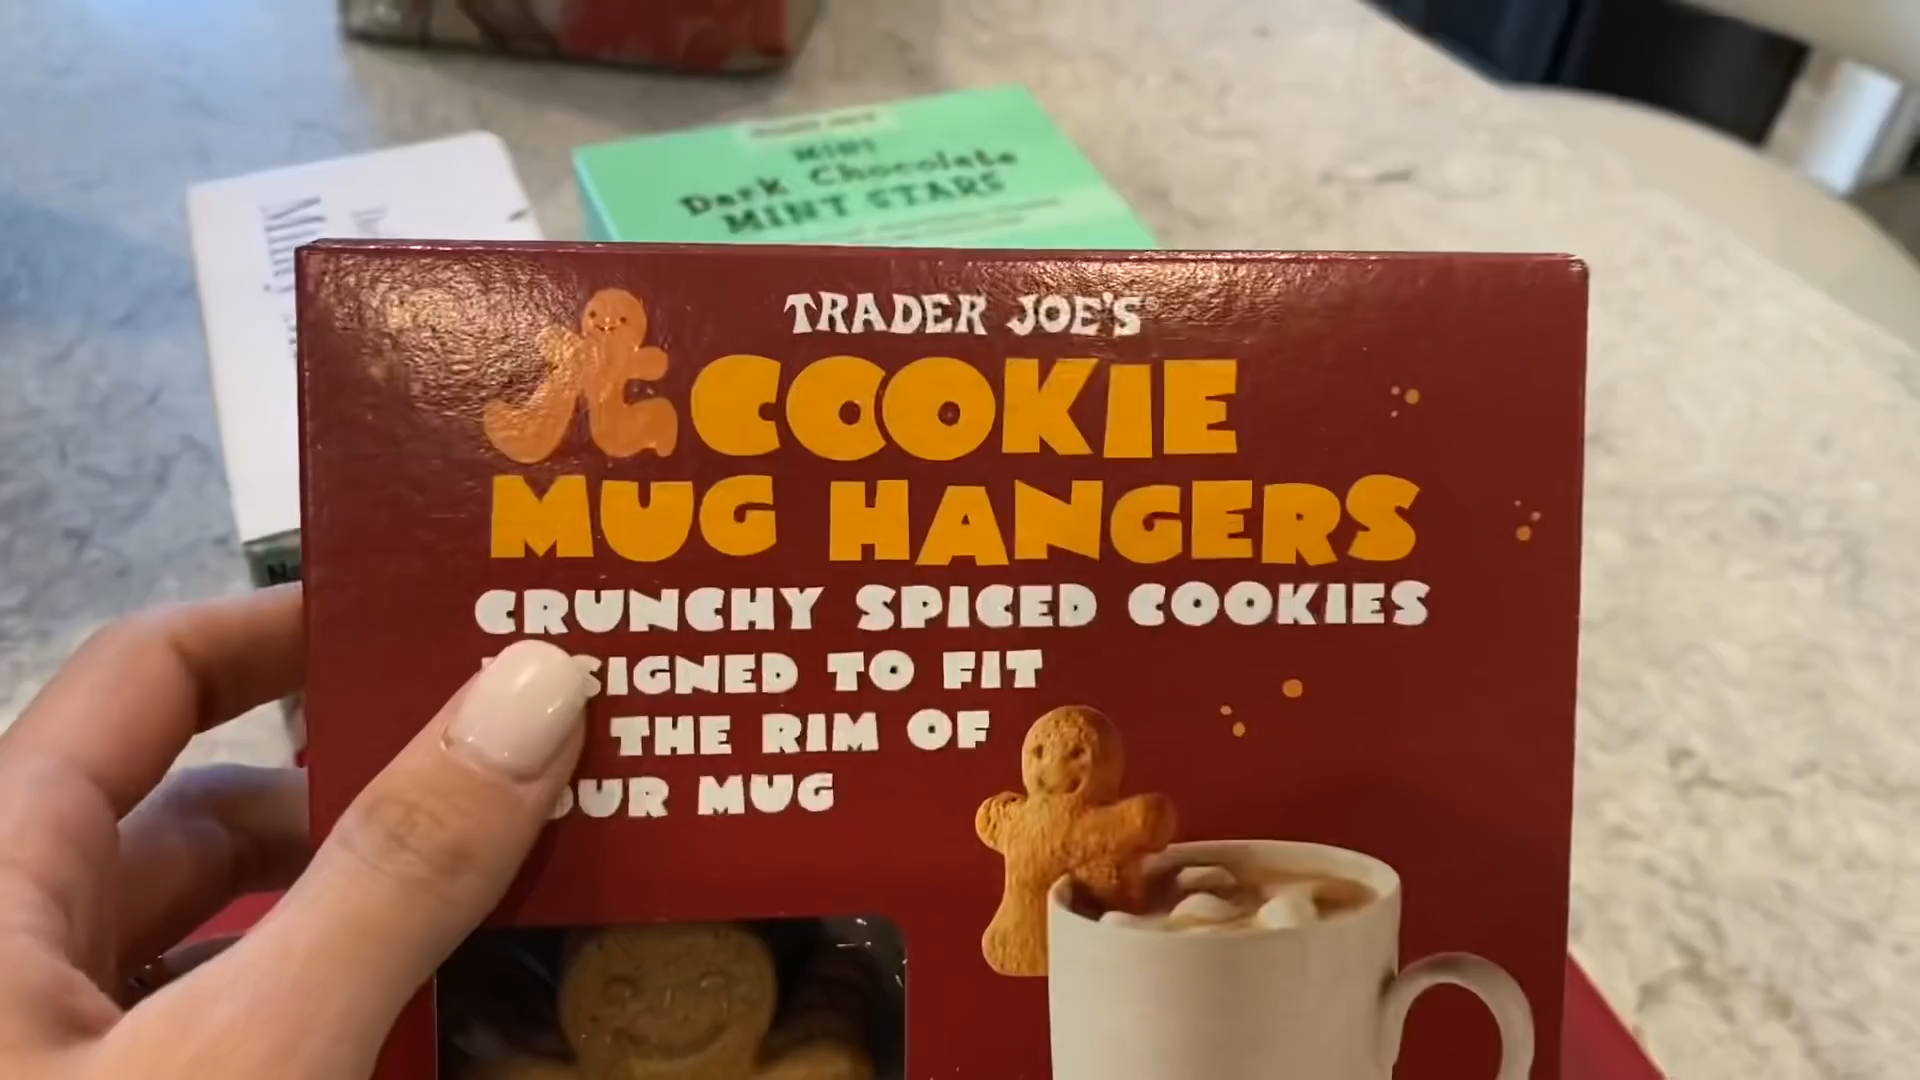 MINI
Dark Chocolate
MINT STARS
TRADER JOE'S
COOKIE
MUG HANGERS
CRUNCHY SPICED COOKIES
SIGNED TO FIT
THE RIM OF
OUR MUG